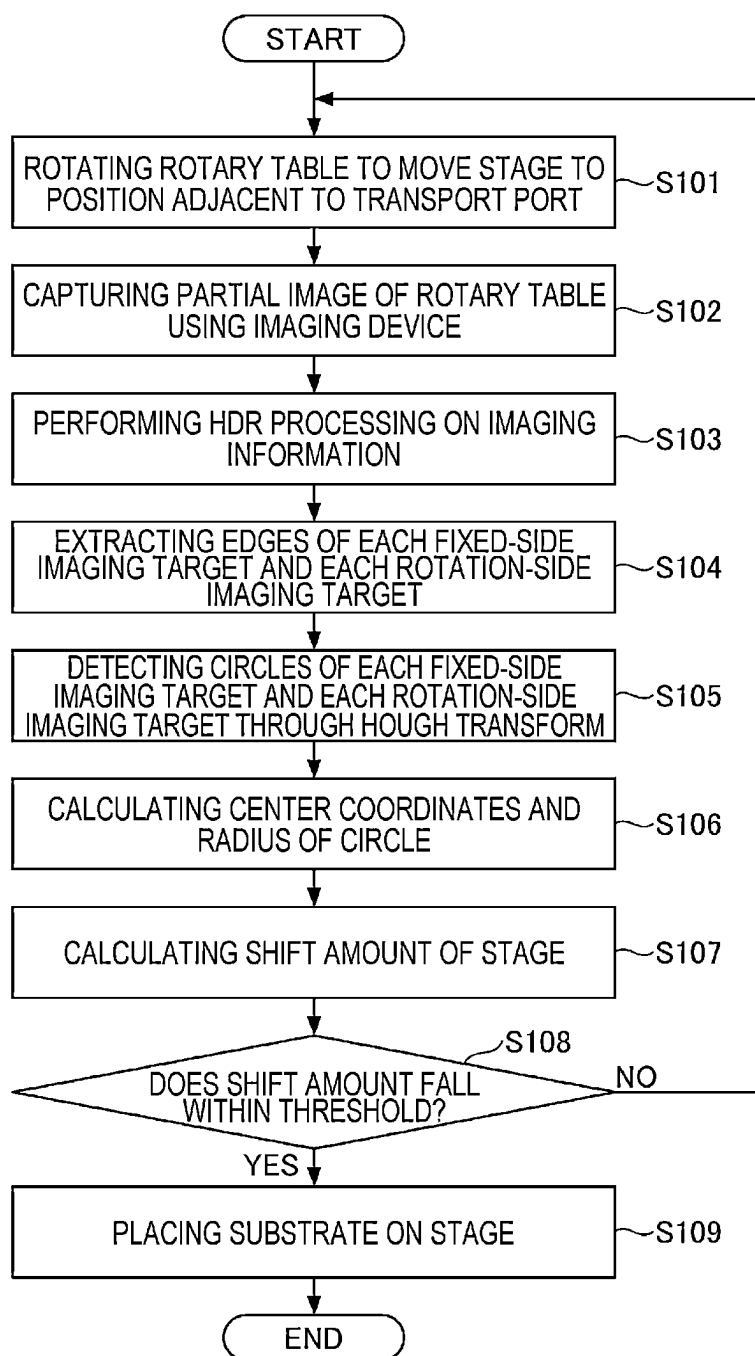 START
ROTATING ROTARY TABLE TO MOVE STAGE TO
POSITION ADJACENT TO TRANSPORT PORT
S101
CAPTURING PARTIAL IMAGE OF ROTARY TABLE
USING IMAGING DEVICE
S102
PERFORMING HDR PROCESSING ON IMAGING
INFORMATION
S103
EXTRACTING EDGES OF EACH FIXED-SIDE
IMAGING TARGET AND EACH ROTATION-SIDE
IMAGING TARGET
S104
DETECTING CIRCLES OF EACH FIXED-SIDE
IMAGING TARGET AND EACH ROTATION-SIDE
IMAGING TARGET THROUGH HOUGH TRANSFORM
S105
CALCULATING CENTER COORDINATES AND
RADIUS OF CIRCLE
S106
CALCULATING SHIFT AMOUNT OF STAGE
S107
S108
DOES SHIFT AMOUNT FALL
WITHIN THRESHOLD?
NO
YES
PLACING SUBSTRATE ON STAGE
S109
END